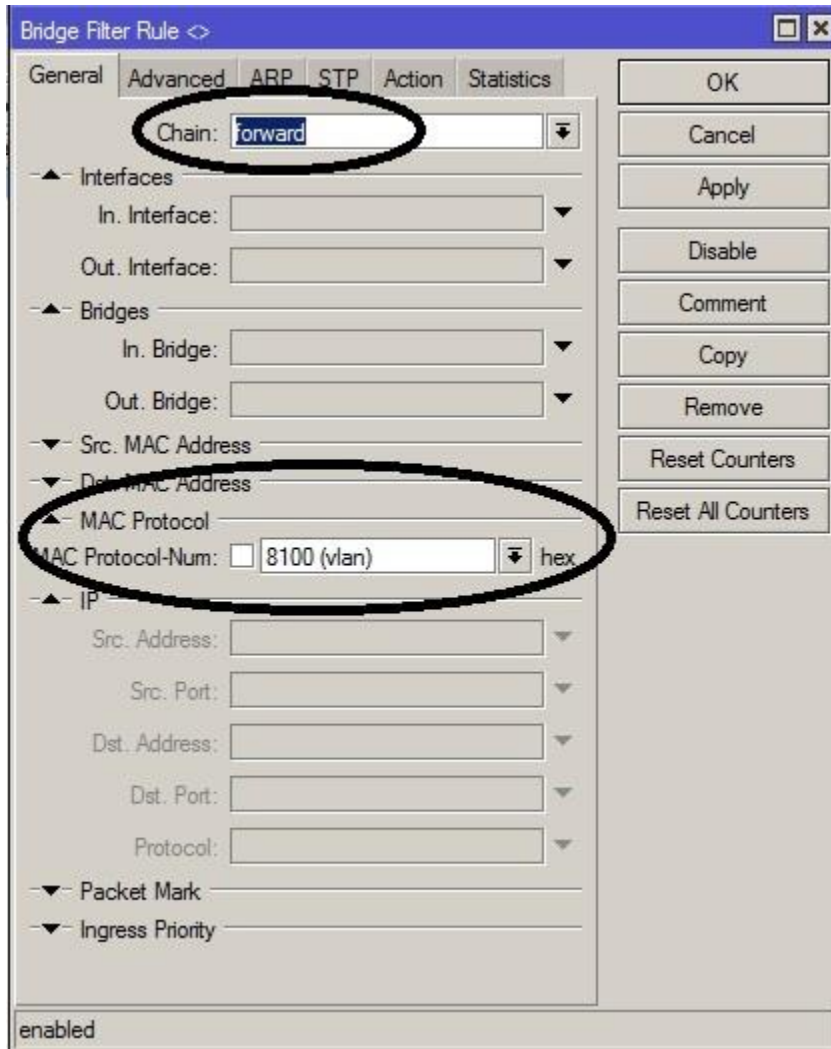 Bridge Filter Rule <>
General Advanced ARP STP Action Statistics
Chain: forward
Interfaces
In. Interface:
Out. Interface:
Bridges
In. Bridge:
Out. Bridge:
Src. MAC Address
Dst. MAC Address
MAC Protocol
MAC Protocol-Num: 8100 (vlan) hex
IP
Src. Address:
Src. Port:
Dst. Address:
Dst. Port:
Protocol:
Packet Mark
Ingress Priority
OK
Cancel
Apply
Disable
Comment
Copy
Remove
Reset Counters
Reset All Counters
enabled